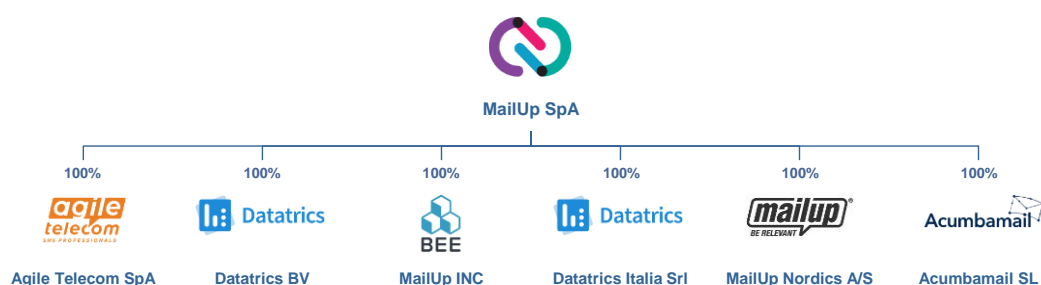 MailUp SpA
100% 100% 100% 100% 100% 100%
agile
telecom
SMS PROFESSIONALS
Datatrics
BEE
Datatrics
mailup
BE RELEVANT
Acumbamail
Agile Telecom SpA Datatrics BV MailUp INC Datatrics Italia Srl MailUp Nordics A/S Acumbamail SL